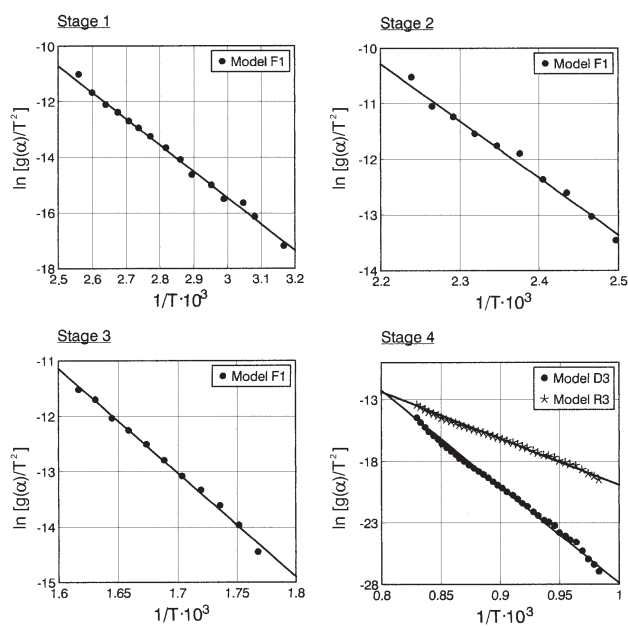 Stage 1
-10
Model F1
-12
-14
-16
-18
2.5 2.6 2.7 2.8 2.9 3 3.1 3.2
ln [g(α)/T²]
1/T·10³
Stage 2
-10
Model F1
-11
-12
-13
-14
2.2 2.3 2.4 2.5
ln [g(α)/T²]
1/T·10³
Stage 3
-11
Model F1
-12
-13
-14
-15
1.6 1.65 1.7 1.75 1.8
ln [g(α)/T²]
1/T·10³
Stage 4
Model D3
Model R3
-13
-18
-23
-28
0.8 0.85 0.9 0.95 1
ln [g(α)/T²]
1/T·10³